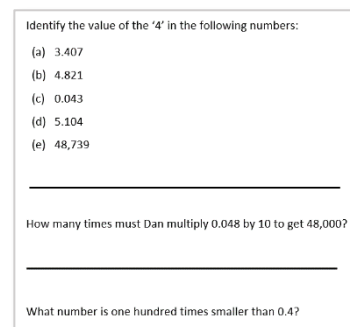 Identify the value of the ‘4’ in the following numbers:
(a) 3.407
(b) 4.821
(c) 0.043
(d) 5.104
(e) 48,739
How many times must Dan multiply 0.048 by 10 to get 48,000?
What number is one hundred times smaller than 0.4?